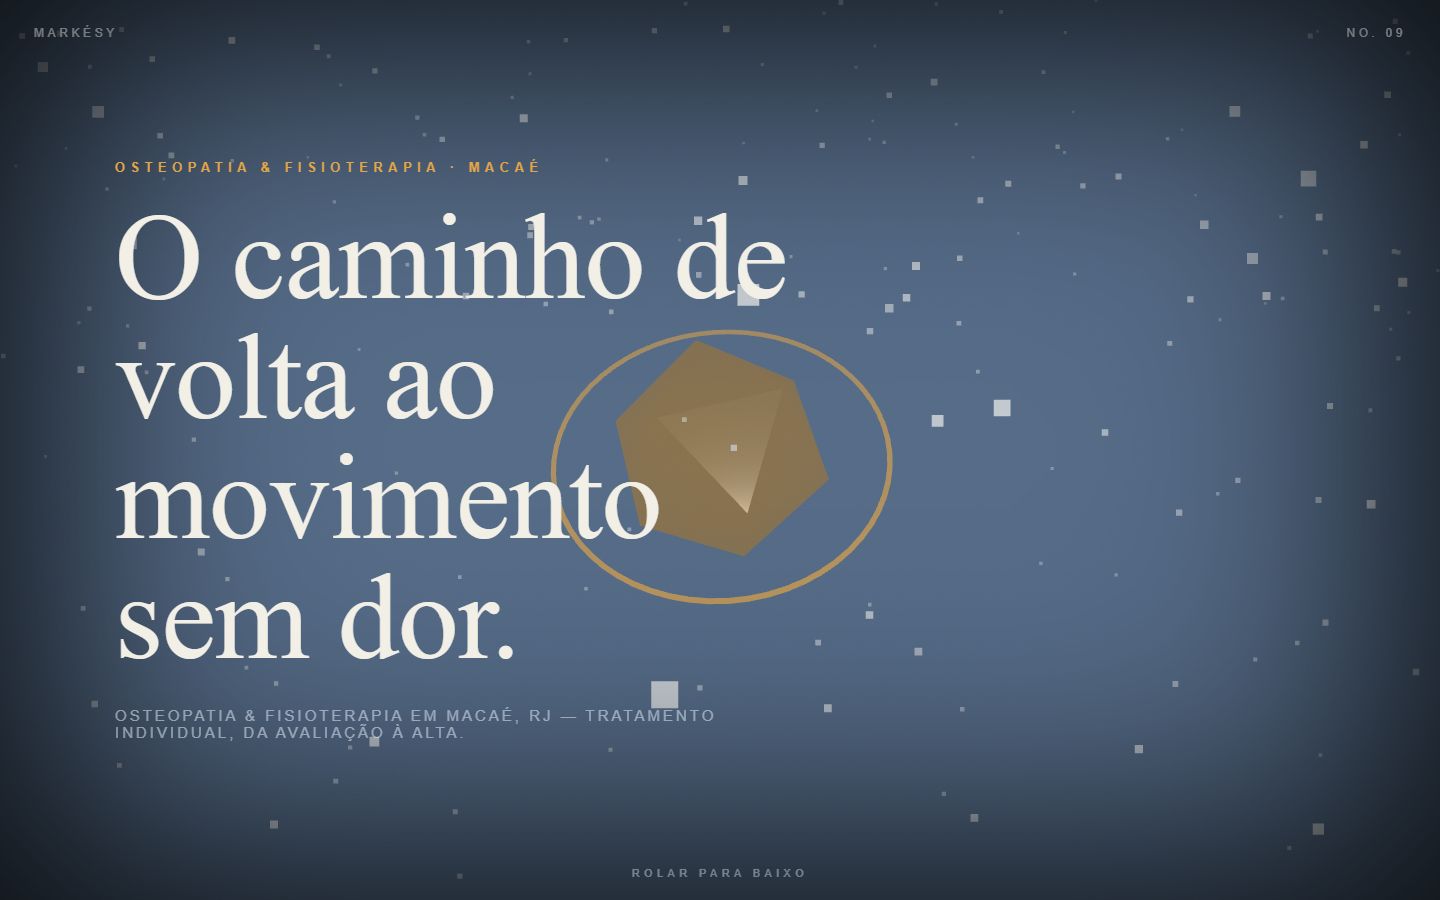 MARKÉSY
NO. 09
OSTEOPATIA & FISIOTERAPIA · MACAÉ
O caminho de
volta ao
movimento
sem dor.
OSTEOPATIA & FISIOTERAPIA EM MACAÉ, RJ — TRATAMENTO
INDIVIDUAL, DA AVALIAÇÃO À ALTA.
ROLAR PARA BAIXO